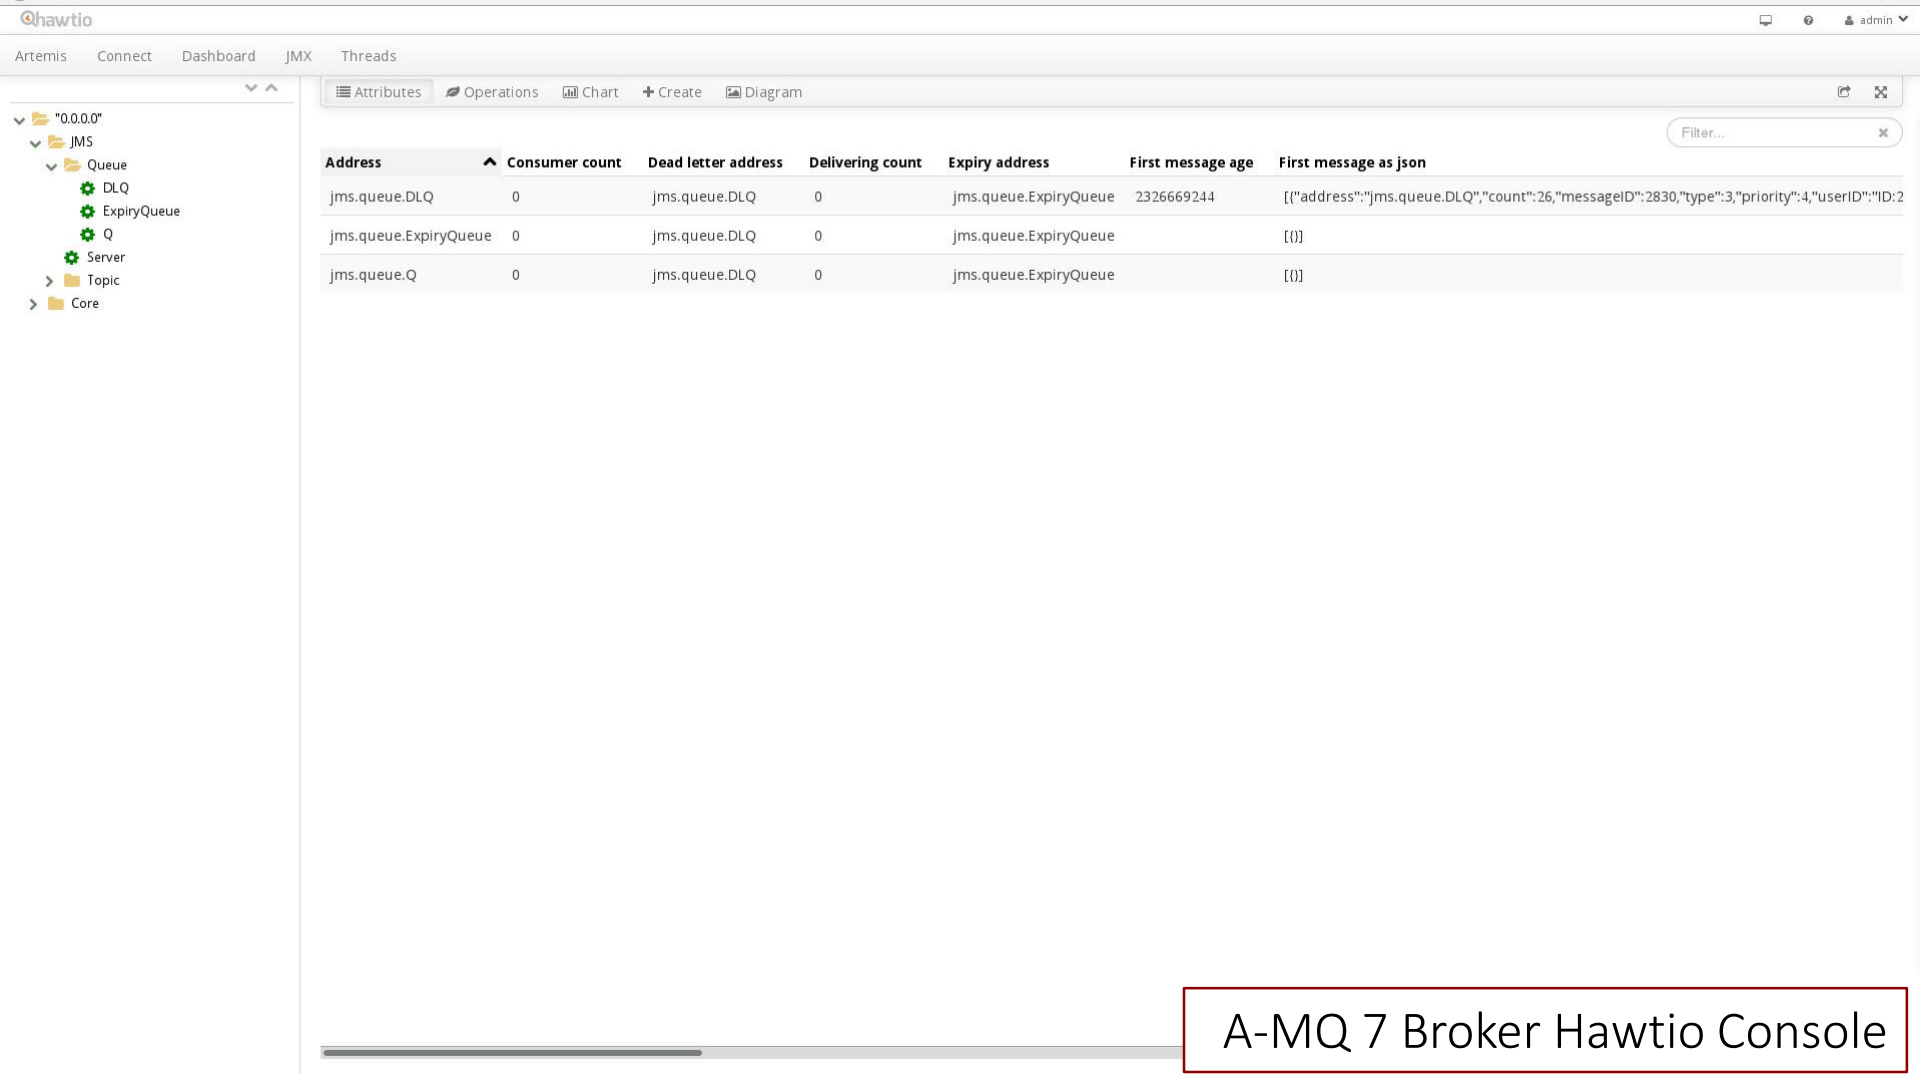 hawtio
admin
Artemis Connect Dashboard JMX Threads
Attributes Operations Chart Create Diagram
"0.0.0.0"
JMS
Queue
DLQ
ExpiryQueue
Q
Server
Topic
Core
Filter...
Address Consumer count Dead letter address Delivering count Expiry address First message age First message as json
jms.queue.DLQ 0 jms.queue.DLQ 0 jms.queue.ExpiryQueue 2326669244 [{"address":"jms.queue.DLQ","count":26,"messageID":2830,"type":3,"priority":4,"userID":"ID:2
jms.queue.ExpiryQueue 0 jms.queue.DLQ 0 jms.queue.ExpiryQueue [{}]
jms.queue.Q 0 jms.queue.DLQ 0 jms.queue.ExpiryQueue [{}]
A-MQ 7 Broker Hawtio Console